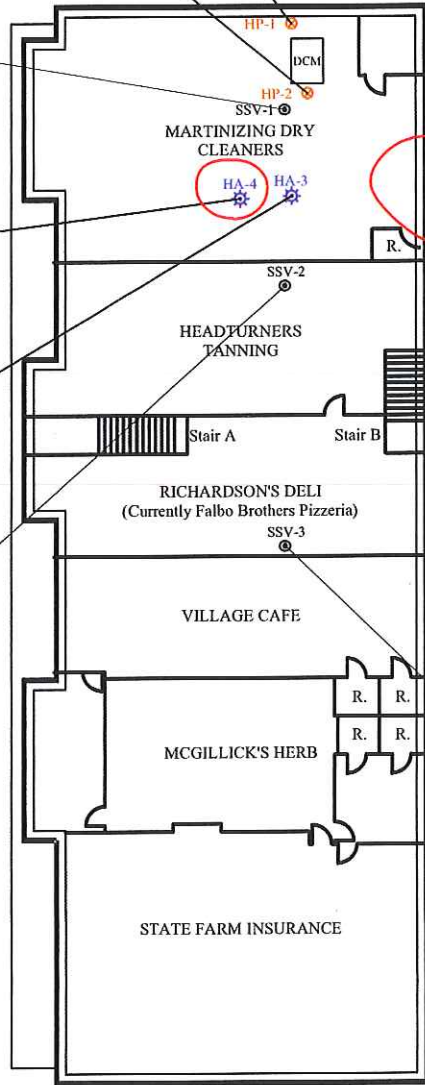 HP-1
DCM
HP-2
SSV-1
MARTINIZING DRY
CLEANERS
HA-4 HA-3
R.
SSV-2
HEADTURNERS
TANNING
Stair A Stair B
RICHARDSON'S DELI
(Currently Falbo Brothers Pizzeria)
SSV-3
VILLAGE CAFE
R. R.
R. R.
MCGILLICK'S HERB
STATE FARM INSURANCE